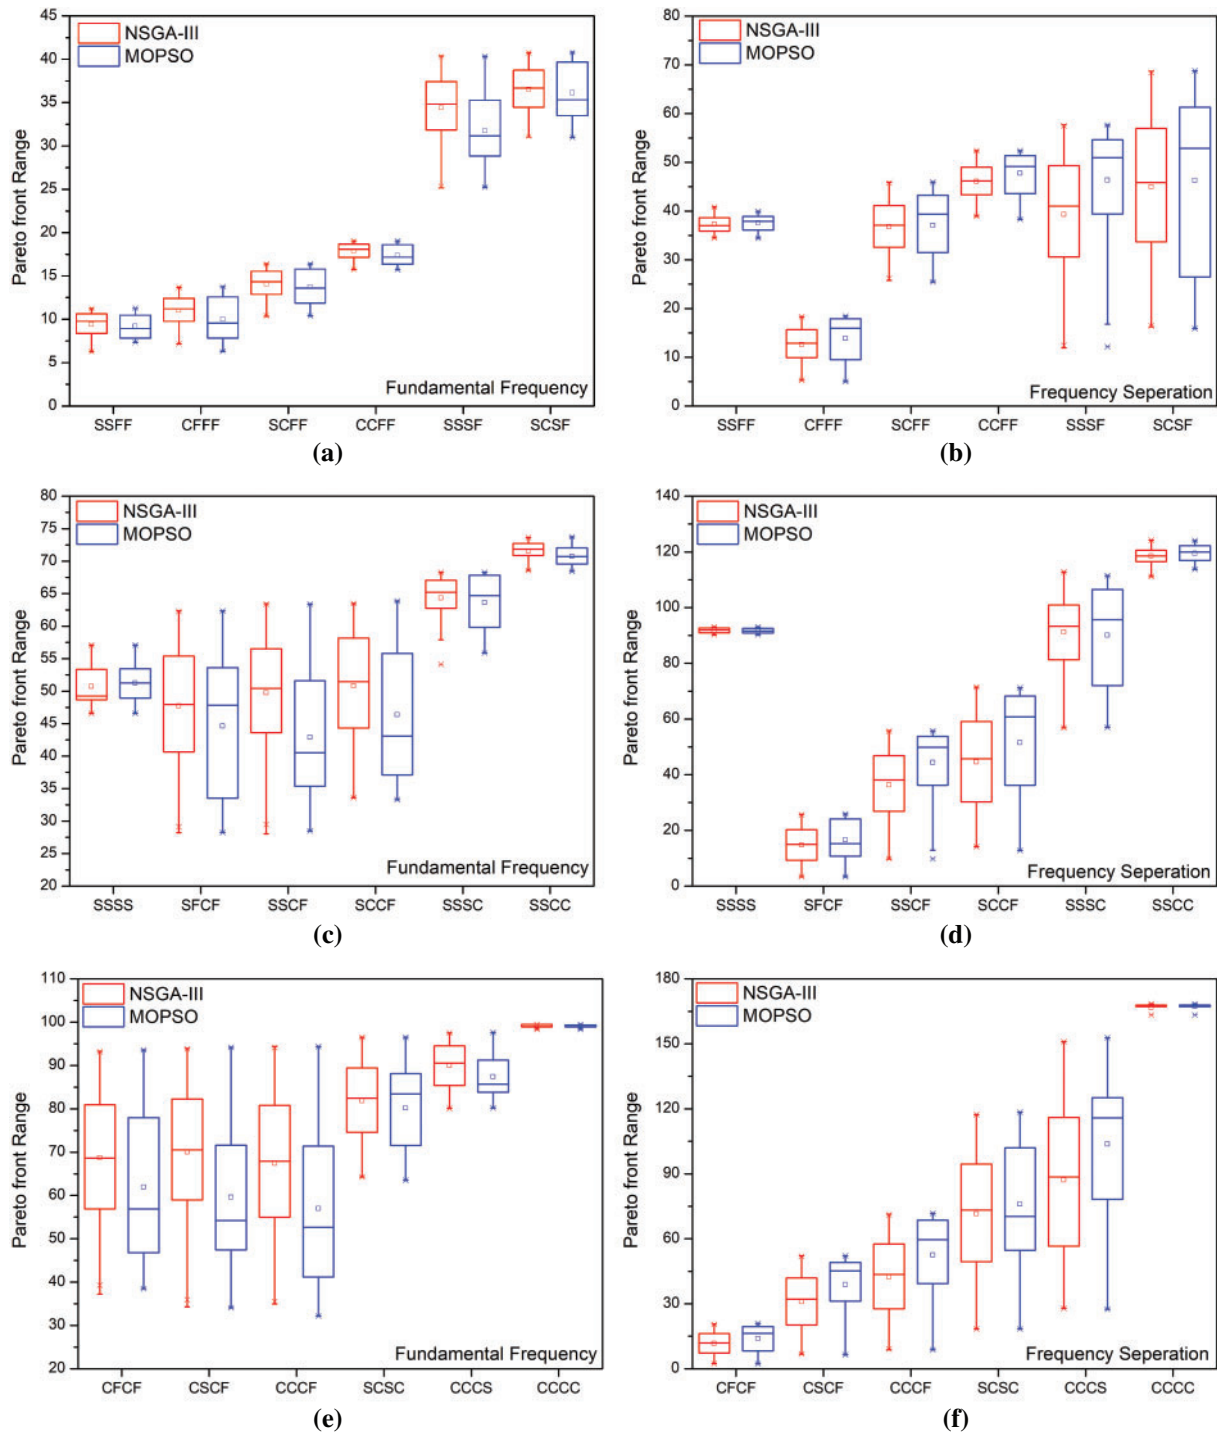 45
40
35
30
25
20
15
10
5
0
Pareto front Range
NSGA-III
MOPSO
Fundamental Frequency
SSFF CFFF SCFF CCFF SSSF SCSF
(a)
80
70
60
50
40
30
20
10
0
Pareto front Range
NSGA-III
MOPSO
Frequency Seperation
SSFF CFFF SCFF CCFF SSSF SCSF
(b)
80
75
70
65
60
55
50
45
40
35
30
25
20
Pareto front Range
NSGA-III
MOPSO
Fundamental Frequency
SSSS SFCF SSCF SCCF SSSC SSCC
(c)
140
120
100
80
60
40
20
0
Pareto front Range
NSGA-III
MOPSO
Frequency Seperation
SSSS SFCF SSCF SCCF SSSC SSCC
(d)
110
100
90
80
70
60
50
40
30
20
Pareto front Range
NSGA-III
MOPSO
Fundamental Frequency
CFCF CSCF CCCF SCSC CCCS CCCC
(e)
180
150
120
90
60
30
0
Pareto front Range
NSGA-III
MOPSO
Frequency Seperation
CFCF CSCF CCCF SCSC CCCS CCCC
(f)